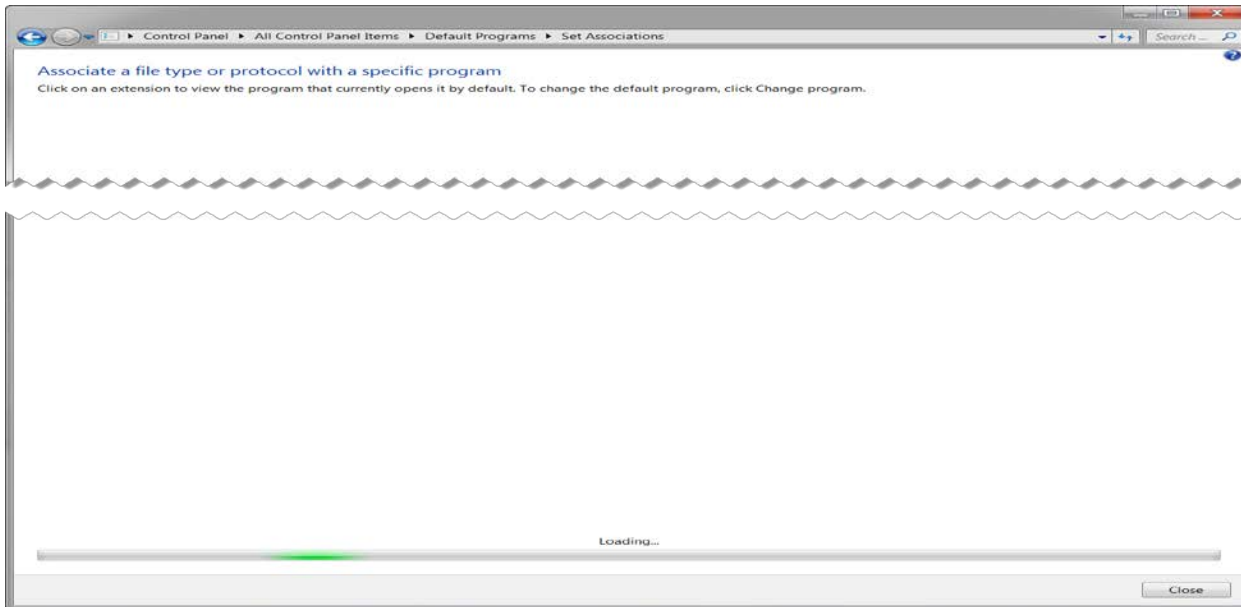 Control Panel ▸ All Control Panel Items ▸ Default Programs ▸ Set Associations
Search ...
Associate a file type or protocol with a specific program
Click on an extension to view the program that currently opens it by default. To change the default program, click Change program.
Loading...
Close